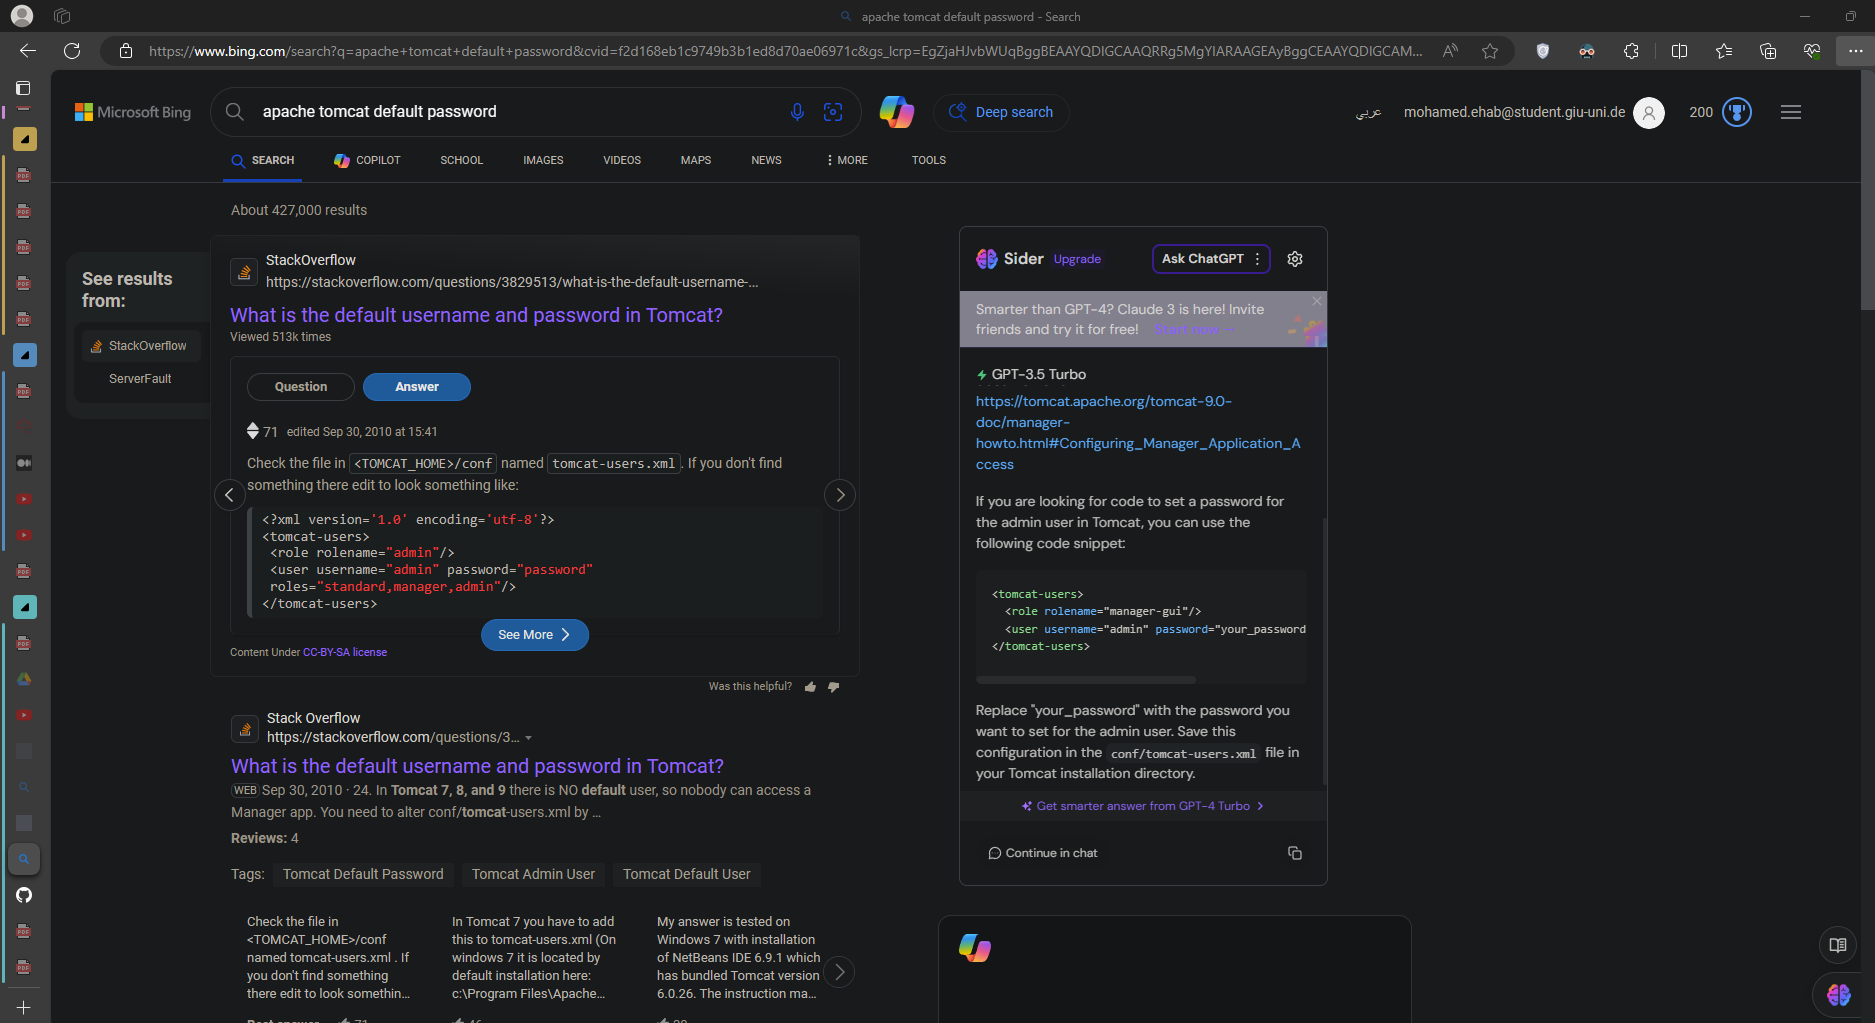 apache tomcat default password - Search
https://www.bing.com/search?q=apache+tomcat+default+password&cvid=f2d168eb1c9749b3b1ed8d70ae06971c&gs_lcrp=EgZjaHJvbWUqBggBEAAYQDIGCAAQRRg5MgYIARAAGEAyBggCEAAYQDIGCAM...
Microsoft Bing
apache tomcat default password
Deep search
عربي
mohamed.ehab@student.giu-uni.de
200
SEARCH
COPILOT
SCHOOL
IMAGES
VIDEOS
MAPS
NEWS
MORE
TOOLS
About 427,000 results
See results
from:
StackOverflow
ServerFault
StackOverflow
https://stackoverflow.com/questions/3829513/what-is-the-default-username-...
What is the default username and password in Tomcat?
Viewed 513k times
Question
Answer
71 edited Sep 30, 2010 at 15:41
Check the file in <TOMCAT_HOME>/conf named tomcat-users.xml. If you don't find
something there edit to look something like:
<?xml version='1.0' encoding='utf-8'?>
<tomcat-users>
<role rolename="admin"/>
<user username="admin" password="password"
roles="standard,manager,admin"/>
</tomcat-users>
See More
Content Under CC-BY-SA license
Was this helpful?
Stack Overflow
https://stackoverflow.com/questions/3...
What is the default username and password in Tomcat?
WEB Sep 30, 2010 · 24. In Tomcat 7, 8, and 9 there is NO default user, so nobody can access a
Manager app. You need to alter conf/tomcat-users.xml by ...
Reviews: 4
Tags: Tomcat Default Password Tomcat Admin User Tomcat Default User
Check the file in
<TOMCAT_HOME>/conf
named tomcat-users.xml . If
you don't find something
there edit to look somethin...
In Tomcat 7 you have to add
this to tomcat-users.xml (On
windows 7 it is located by
default installation here:
c:\Program Files\Apache...
My answer is tested on
Windows 7 with installation
of NetBeans IDE 6.9.1 which
has bundled Tomcat version
6.0.26. The instruction ma...
Sider Upgrade
Ask ChatGPT
Smarter than GPT-4? Claude 3 is here! Invite
friends and try it for free! Start now
GPT-3.5 Turbo
https://tomcat.apache.org/tomcat-9.0-
doc/manager-
howto.html#Configuring_Manager_Application_A
ccess
If you are looking for code to set a password for
the admin user in Tomcat, you can use the
following code snippet:
<tomcat-users>
<role rolename="manager-gui"/>
<user username="admin" password="your_password
</tomcat-users>
Replace "your_password" with the password you
want to set for the admin user. Save this
configuration in the conf/tomcat-users.xml file in
your Tomcat installation directory.
Get smarter answer from GPT-4 Turbo
Continue in chat